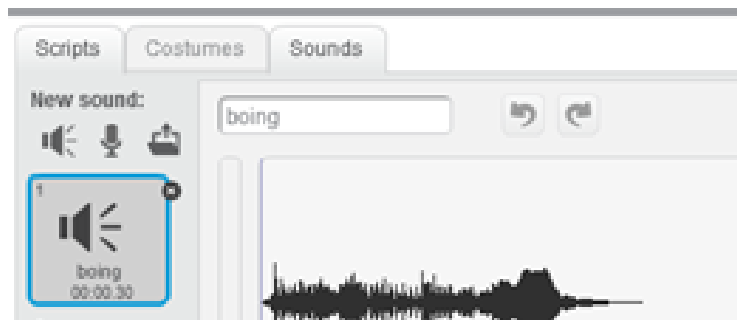 Scripts Costumes Sounds
New sound:
boing
1
boing
00:00.30